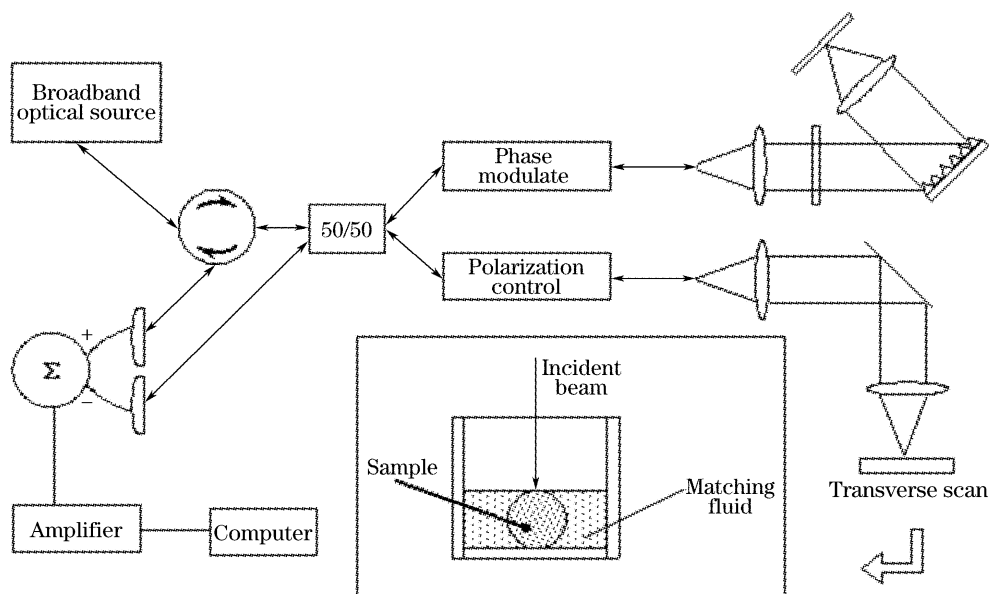 Broadband
optical source
Phase
modulate
50/50
Polarization
control
+
Σ
−
Incident
beam
Sample
Matching
fluid
Transverse scan
Amplifier
Computer